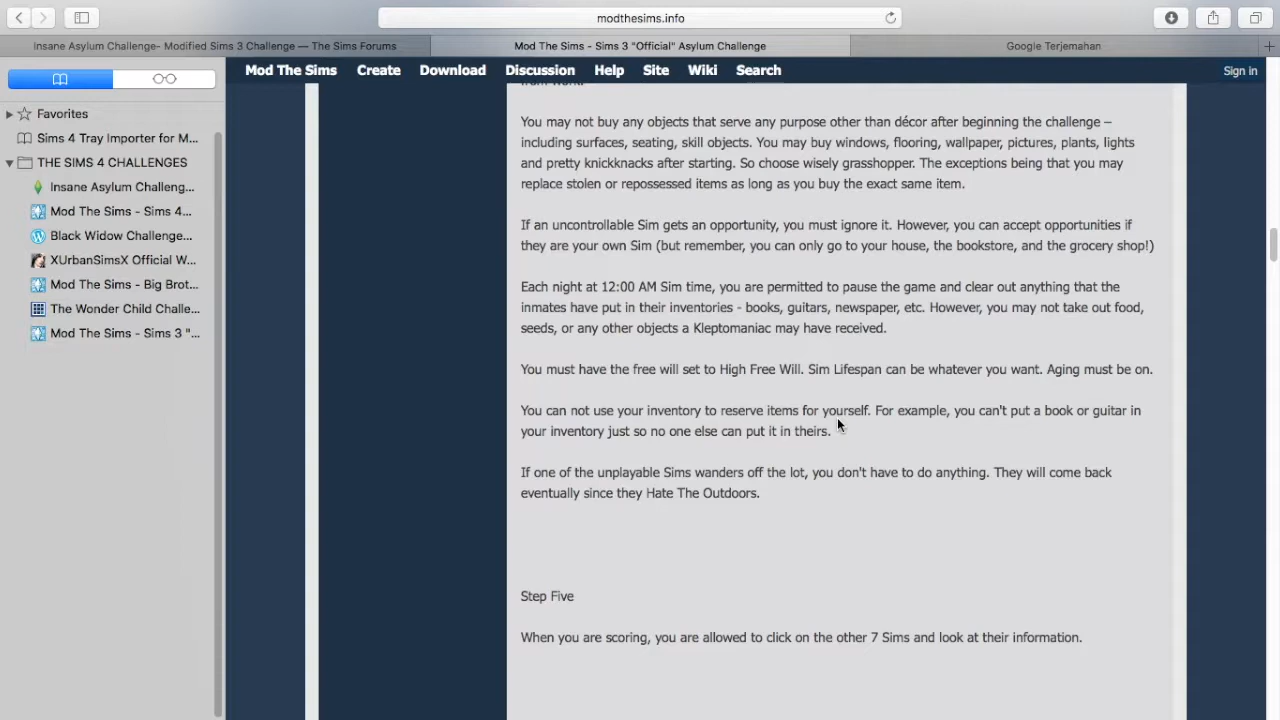 modthesims.info
Insane Asylum Challenge- Modified Sims 3 Challenge — The Sims Forums
Mod The Sims - Sims 3 "Official" Asylum Challenge
Google Terjemahan
Mod The Sims
Create
Download
Discussion
Help
Site
Wiki
Search
Sign in
Favorites
Sims 4 Tray Importer for M...
THE SIMS 4 CHALLENGES
Insane Asylum Challeng...
Mod The Sims - Sims 4...
Black Widow Challenge...
XUrbanSimsX Official W...
Mod The Sims - Big Brot...
The Wonder Child Challe...
Mod The Sims - Sims 3 "...
You may not buy any objects that serve any purpose other than décor after beginning the challenge –
including surfaces, seating, skill objects. You may buy windows, flooring, wallpaper, pictures, plants, lights
and pretty knickknacks after starting. So choose wisely grasshopper. The exceptions being that you may
replace stolen or repossessed items as long as you buy the exact same item.
If an uncontrollable Sim gets an opportunity, you must ignore it. However, you can accept opportunities if
they are your own Sim (but remember, you can only go to your house, the bookstore, and the grocery shop!)
Each night at 12:00 AM Sim time, you are permitted to pause the game and clear out anything that the
inmates have put in their inventories - books, guitars, newspaper, etc. However, you may not take out food,
seeds, or any other objects a Kleptomaniac may have received.
You must have the free will set to High Free Will. Sim Lifespan can be whatever you want. Aging must be on.
You can not use your inventory to reserve items for yourself. For example, you can't put a book or guitar in
your inventory just so no one else can put it in theirs.
If one of the unplayable Sims wanders off the lot, you don't have to do anything. They will come back
eventually since they Hate The Outdoors.
Step Five
When you are scoring, you are allowed to click on the other 7 Sims and look at their information.